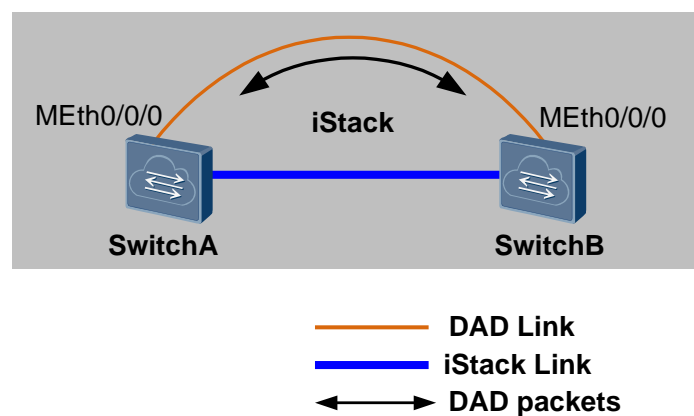 MEth0/0/0
MEth0/0/0
iStack
SwitchA
SwitchB
DAD Link
iStack Link
DAD packets